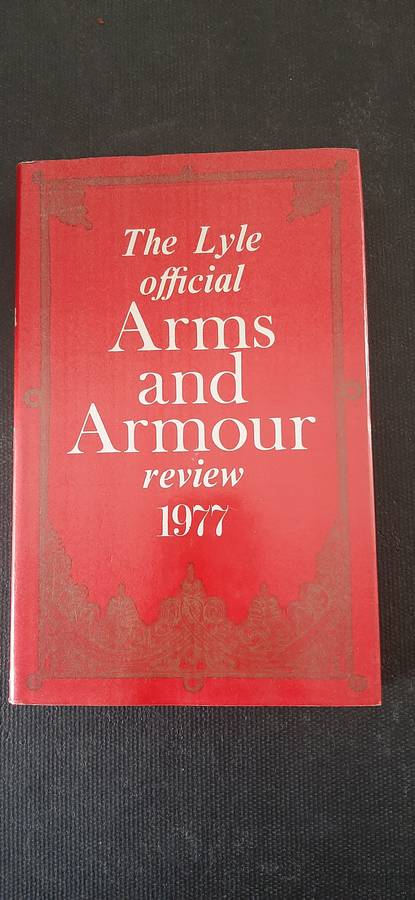 The Lyle
official
Arms
and
Armour
review
1977